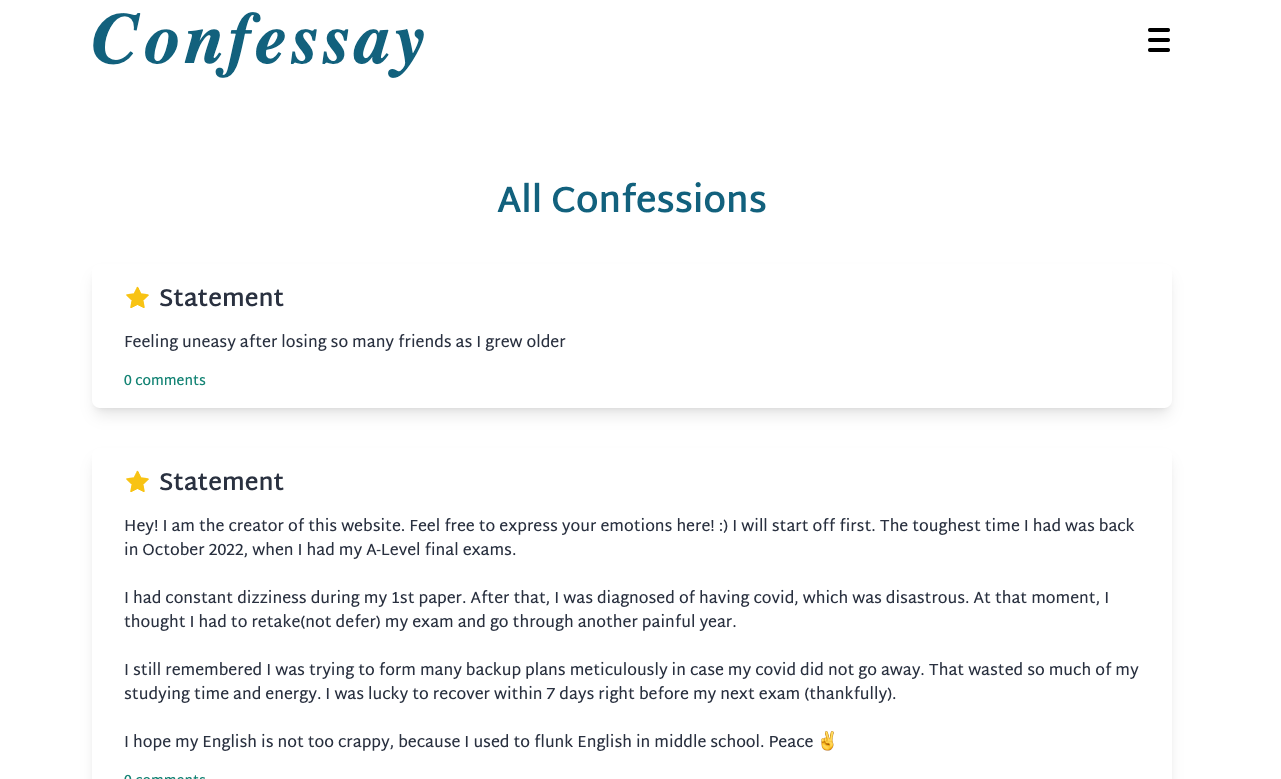 Confessay
All Confessions
Statement
Feeling uneasy after losing so many friends as I grew older
0 comments
Statement
Hey! I am the creator of this website. Feel free to express your emotions here! :) I will start off first. The toughest time I had was back
in October 2022, when I had my A-Level final exams.
I had constant dizziness during my 1st paper. After that, I was diagnosed of having covid, which was disastrous. At that moment, I
thought I had to retake(not defer) my exam and go through another painful year.
I still remembered I was trying to form many backup plans meticulously in case my covid did not go away. That wasted so much of my
studying time and energy. I was lucky to recover within 7 days right before my next exam (thankfully).
I hope my English is not too crappy, because I used to flunk English in middle school. Peace ✌️
0 comments